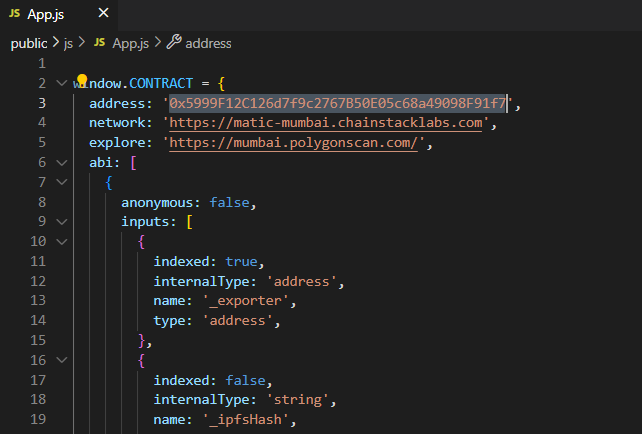 JS App.js ×
public > js > JS App.js > address
1
2 window.CONTRACT = {
3 address: '0x5999F12C126d7f9c2767B50E05c68a49098F91f7',
4 network: 'https://matic-mumbai.chainstacklabs.com',
5 explore: 'https://mumbai.polygonscan.com/',
6 abi: [
7 {
8 anonymous: false,
9 inputs: [
10 {
11 indexed: true,
12 internalType: 'address',
13 name: '_exporter',
14 type: 'address',
15 },
16 {
17 indexed: false,
18 internalType: 'string',
19 name: '_ipfsHash',